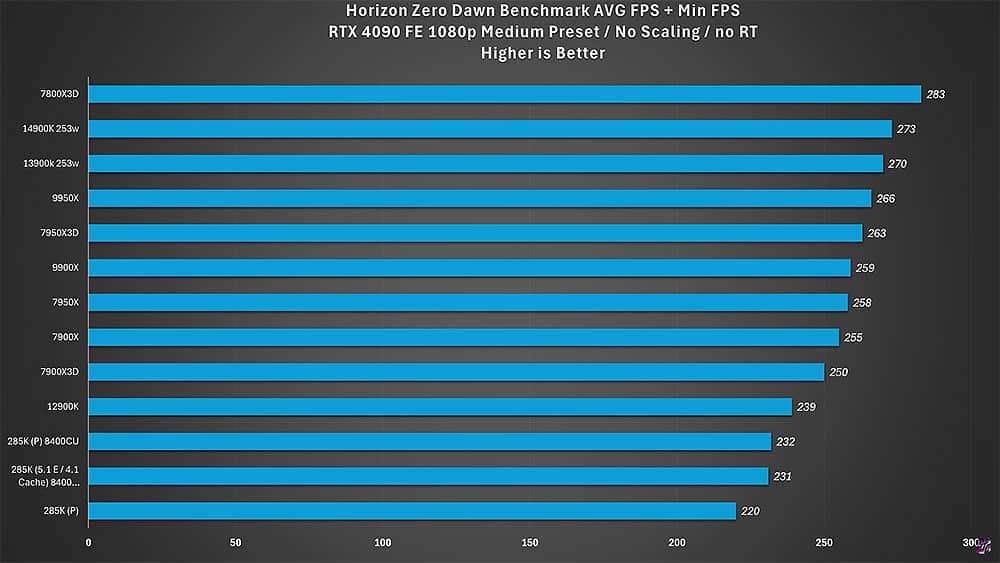 Horizon Zero Dawn Benchmark AVG FPS + Min FPS
RTX 4090 FE 1080p Medium Preset / No Scaling / no RT
Higher is Better
7800X3D 283
14900K 253w 273
13900k 253w 270
9950X 266
7950X3D 263
9900X 259
7950X 258
7900X 255
7900X3D 250
12900K 239
285K (P) 8400CU 232
285K (5.1 E / 4.1
Cache) 8400... 231
285K (P) 220
0 50 100 150 200 250 300